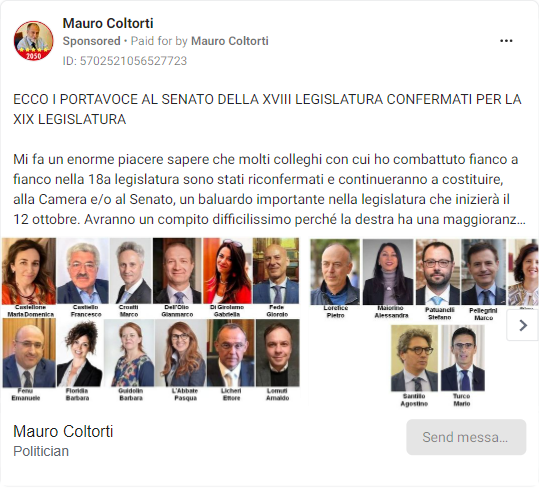 Mauro Coltorti
Sponsored • Paid for by Mauro Coltorti
ID: 5702521056527723
2050
ECCO I PORTAVOCE AL SENATO DELLA XVIII LEGISLATURA CONFERMATI PER LA
XIX LEGISLATURA
Mi fa un enorme piacere sapere che molti colleghi con cui ho combattuto fianco a
fianco nella 18a legislatura sono stati riconfermati e continueranno a costituire,
alla Camera e/o al Senato, un baluardo importante nella legislatura che inizierà il
12 ottobre. Avranno un compito difficilissimo perché la destra ha una maggioranz...
Castellone Maria Domenica
Castiello Francesco
Croatti Marco
Dell'Olio Gianmarco
Di Girolamo Gabriella
Fede Giorgio
Lorefice Pietro
Maiorino Alessandra
Patuanelli Stefano
Pellegrini Marco
Fenu Emanuele
Floridia Barbara
Guidolin Barbara
L'Abbate Pasqua
Licheri Ettore
Lomuti Arnaldo
Santillo Agostino
Turco Mario
Mauro Coltorti
Politician
Send messa...